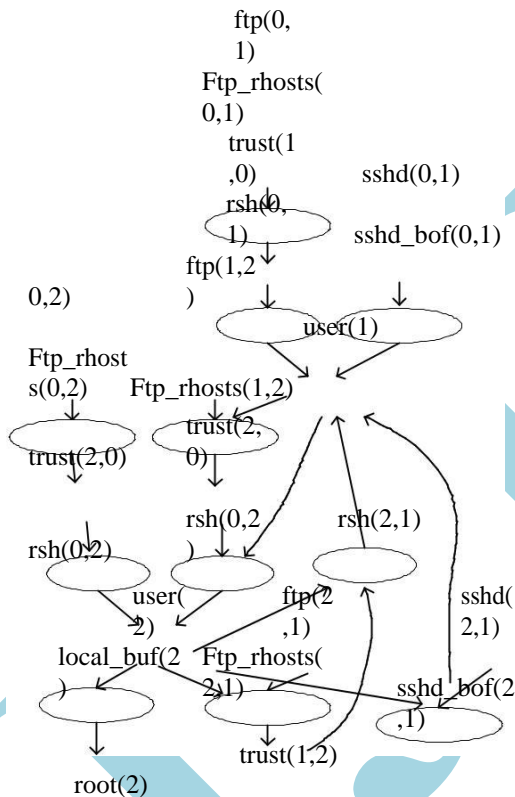 ftp(0,
1)
Ftp_rhosts(
0,1)
trust(1
,0)
sshd(0,1)
rsh(0,
1)
sshd_bof(0,1)
ftp(1,2
)
0,2)
user(1)
Ftp_rhost
s(0,2)
Ftp_rhosts(1,2)
trust(2,
0)
trust(2,0)
rsh(0,2
)
rsh(2,1)
rsh(0,2)
user(
2)
ftp(2
,1)
sshd(
2,1)
local_buf(2
)
Ftp_rhosts(
2,1)
sshd_bof(2
,1)
trust(1,2)
root(2)